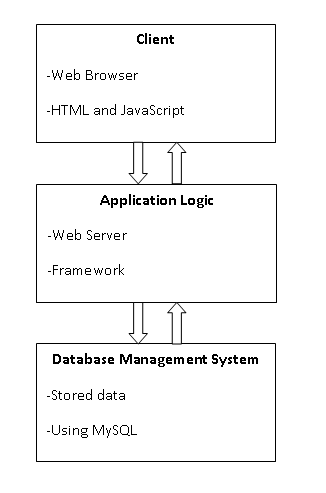 Client
-Web Browser
-HTML and JavaScript
Application Logic
-Web Server
-Framework
Database Management System
-Stored data
-Using MySQL